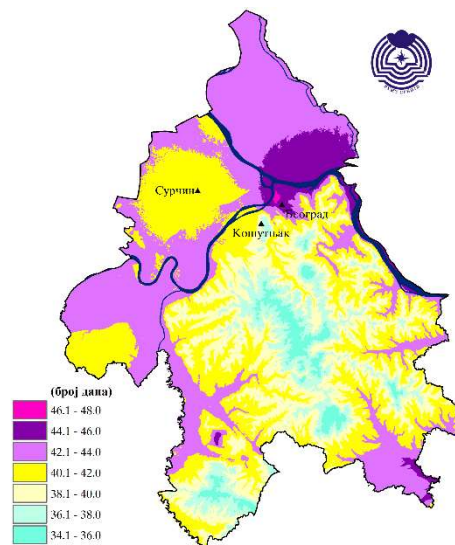 Сурчин
Београд
Кошутњак
(број дана)
46.1 - 48.0
44.1 - 46.0
42.1 - 44.0
40.1 - 42.0
38.1 - 40.0
36.1 - 38.0
34.1 - 36.0